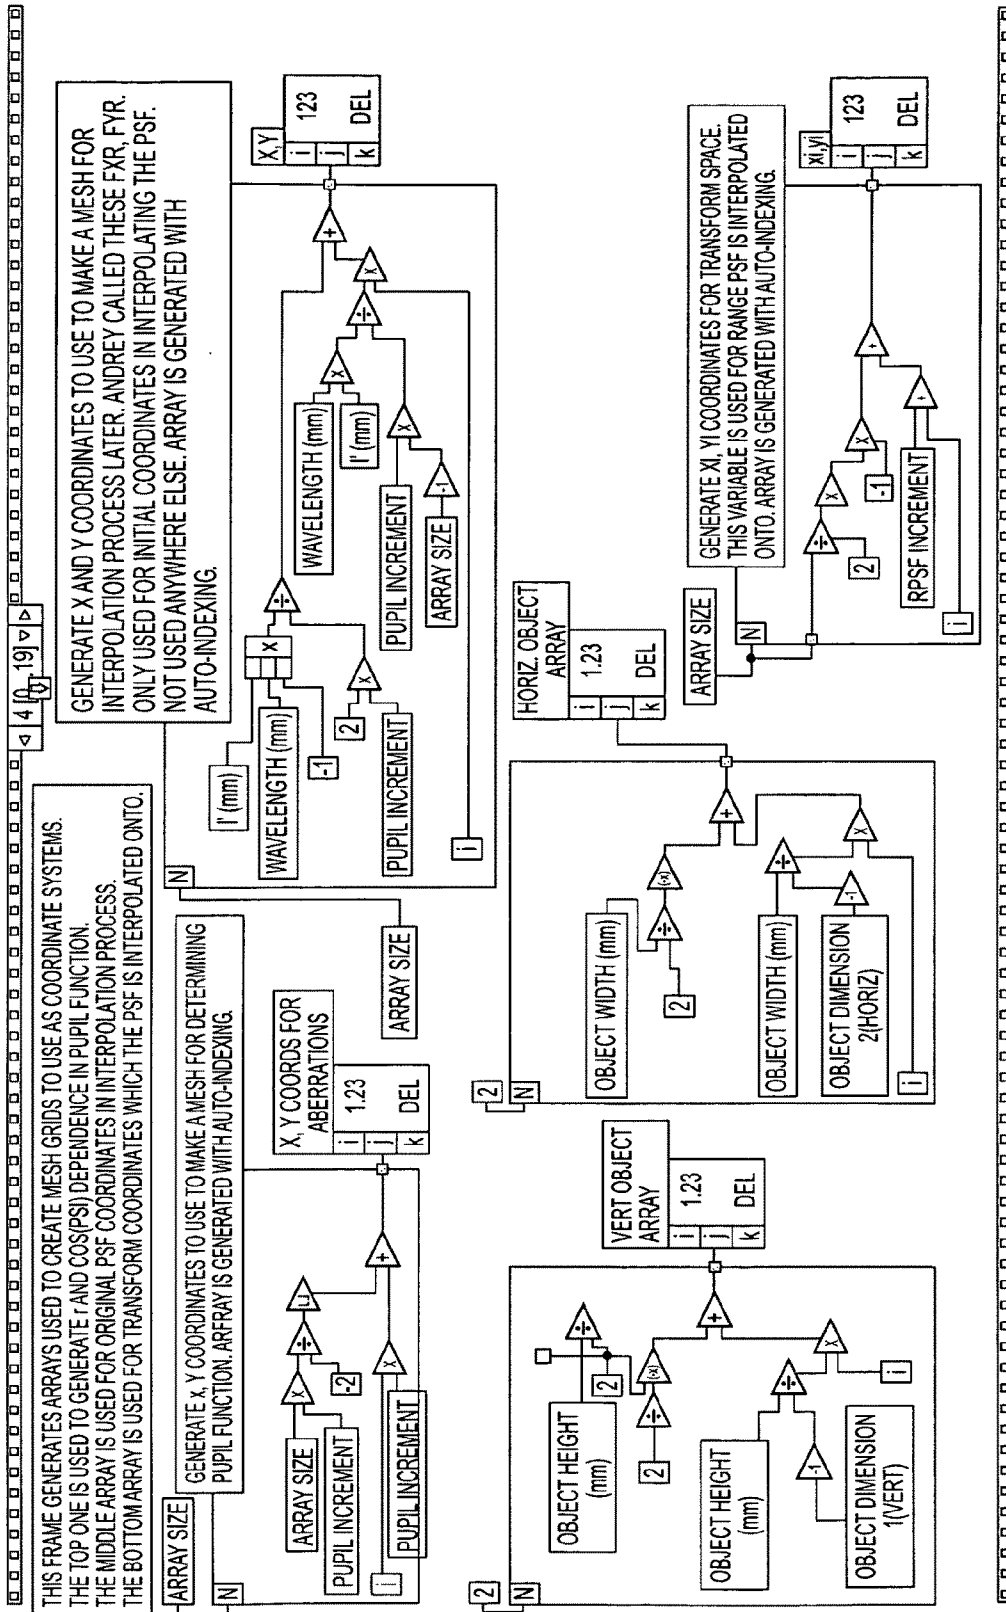 4 [0..19]
THIS FRAME GENERATES ARRAYS USED TO CREATE MESH GRIDS TO USE AS COORDINATE SYSTEMS.
THE TOP ONE IS USED TO GENERATE r AND COS(PSI) DEPENDENCE IN PUPIL FUNCTION.
THE MIDDLE ARRAY IS USED FOR ORIGINAL PSF COORDINATES IN INTERPOLATION PROCESS.
THE BOTTOM ARRAY IS USED FOR TRANSFORM COORDINATES WHICH THE PSF IS INTERPOLATED ONTO.
ARRAY SIZE
N
GENERATE x, Y COORDINATES TO USE TO MAKE A MESH FOR DETERMINING
PUPIL FUNCTION. ARFRAY IS GENERATED WITH AUTO-INDEXING.
ARRAY SIZE
PUPIL INCREMENT
x
-2
÷
PUPIL INCREMENT
i
x
+
X, Y COORDS FOR
ABERRATIONS
i
j
k
1.23
DEL
ARRAY SIZE
N
GENERATE X AND Y COORDINATES TO USE TO MAKE A MESH FOR
INTERPOLATION PROCESS LATER. ANDREY CALLED THESE FXR, FYR.
ONLY USED FOR INITIAL COORDINATES IN INTERPOLATING THE PSF.
NOT USED ANYWHERE ELSE. ARRAY IS GENERATED WITH
AUTO-INDEXING.
l' (mm)
WAVELENGTH (mm)
-1
x
2
PUPIL INCREMENT
x
÷
WAVELENGTH (mm)
l' (mm)
x
PUPIL INCREMENT
ARRAY SIZE
-1
x
÷
x
+
i
X,Y
i
j
k
123
DEL
2
N
OBJECT HEIGHT
(mm)
÷
2
2
÷
(x)
OBJECT HEIGHT
(mm)
÷
OBJECT DIMENSION
1(VERT)
-1
x
i
+
VERT OBJECT
ARRAY
i
j
k
1.23
DEL
2
N
OBJECT WIDTH (mm)
2
÷
(-x)
OBJECT WIDTH (mm)
÷
OBJECT DIMENSION
2(HORIZ)
-1
x
i
+
HORIZ. OBJECT
ARRAY
i
j
k
1.23
DEL
ARRAY SIZE
N
GENERATE XI, YI COORDINATES FOR TRANSFORM SPACE.
THIS VARIABLE IS USED FOR RANGE PSF IS INTERPOLATED
ONTO. ARRAY IS GENERATED WITH AUTO-INDEXING.
2
÷
x
-1
x
RPSF INCREMENT
i
+
+
xi,yi
i
j
k
123
DEL